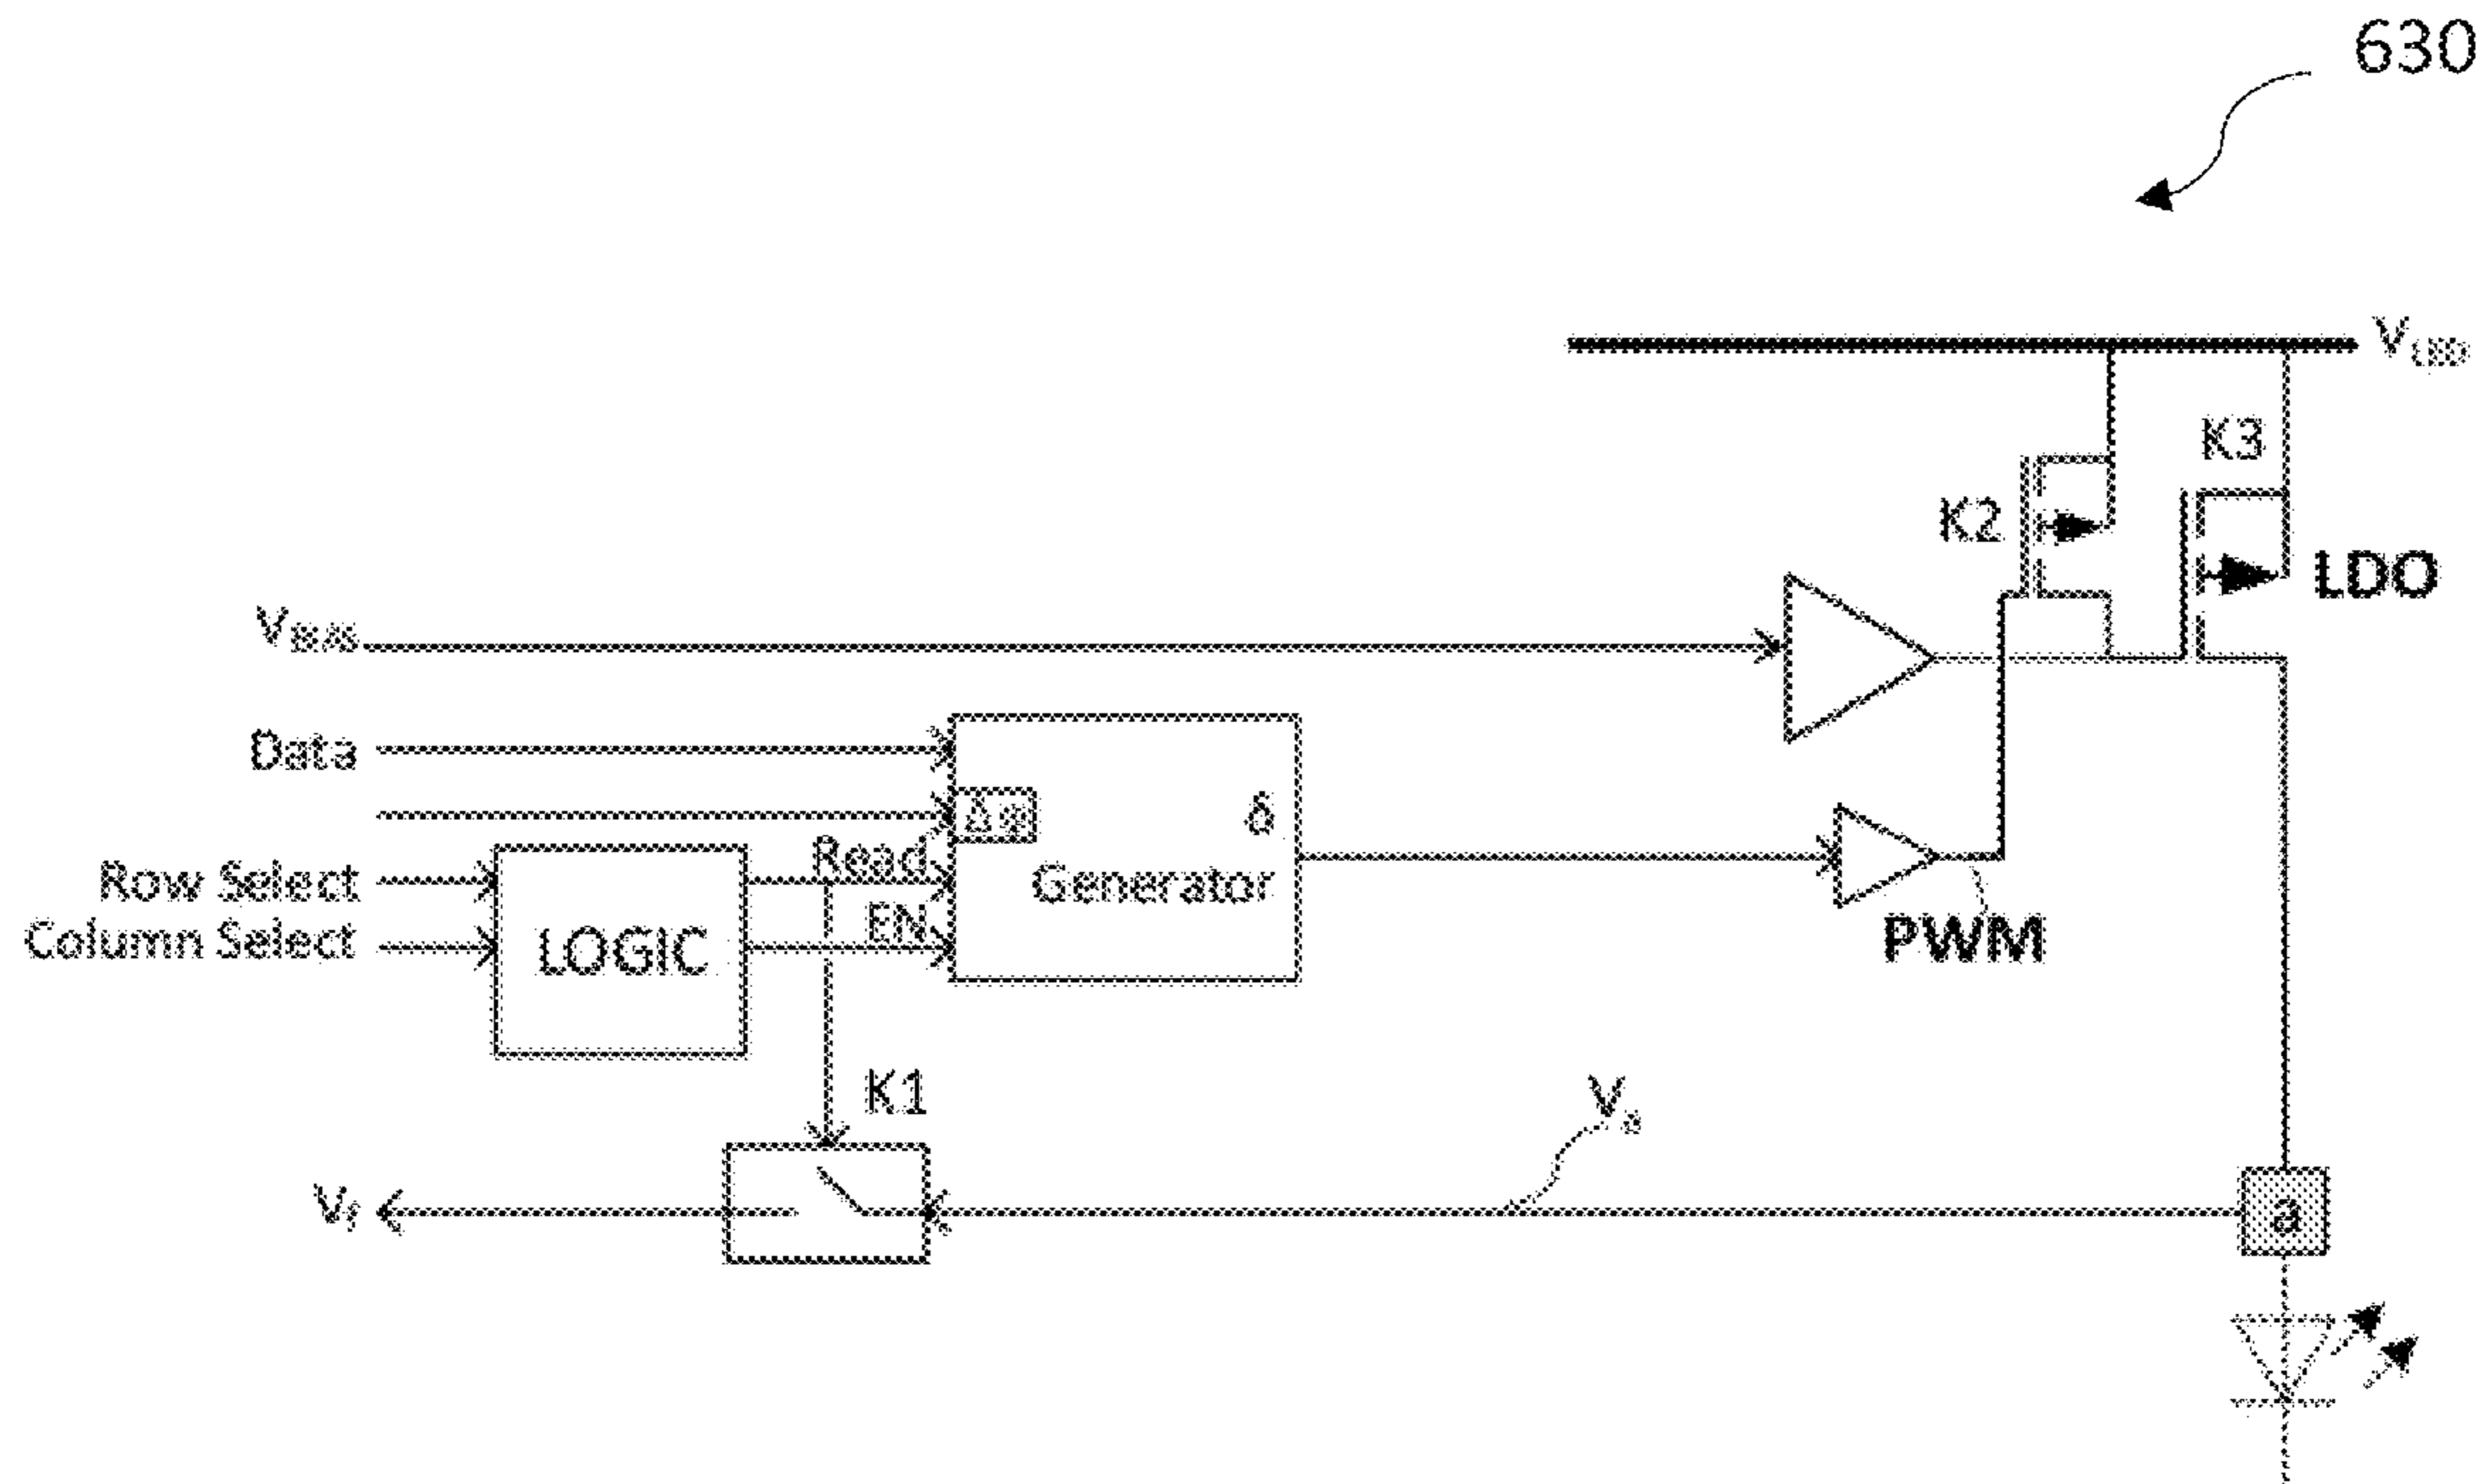 630
V_LED
K3
K2
LDO
V_BIAS
Data
Δφ
δ
Read
Row Select
Generator
EN
Column Select
LOGIC
PWM
K1
V_a
V_f
a